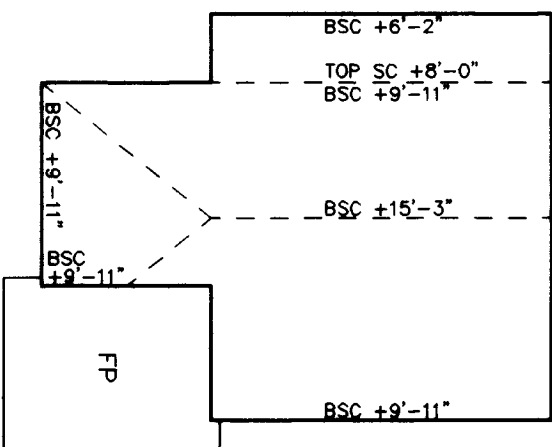 BSC +6'-2"
TOP SC +8'-0"
BSC +9'-11"
BSC +9'-11"
BSC +15'-3"
BSC
+9'-11"
FP
BSC +9'-11"